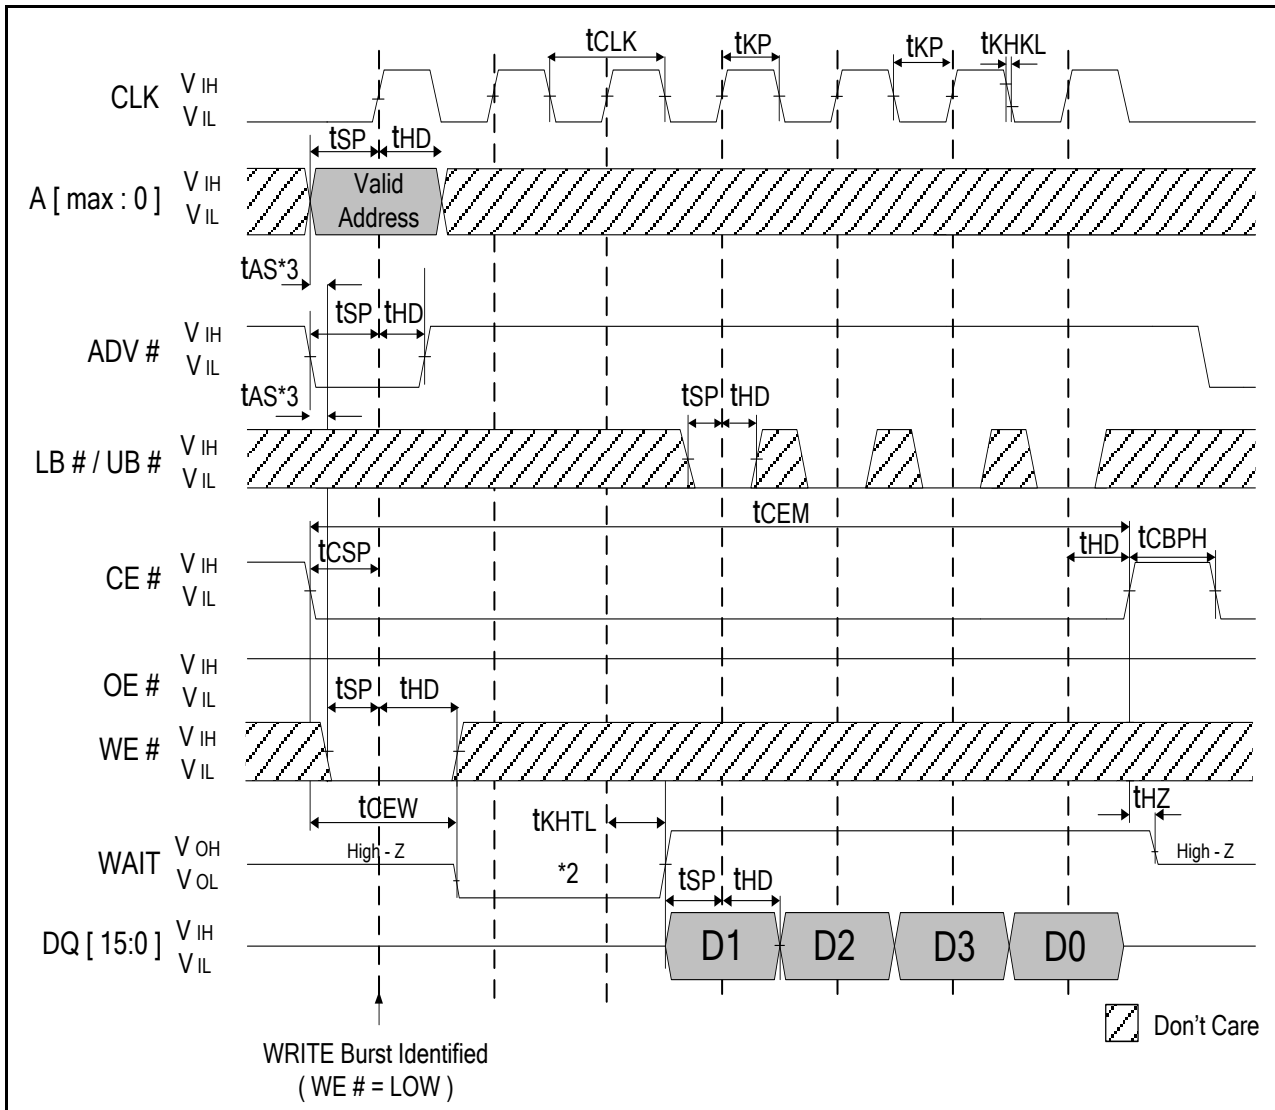 tCLK tKP tKP tKHKL
CLK V IH
V IL
tSP tHD
A [ max : 0 ] V IH
V IL
Valid
Address
tAS*3
tSP tHD
ADV # V IH
V IL
tAS*3
tSP tHD
LB # / UB # V IH
V IL
tCEM
tCSP tHD tCBPH
CE # V IH
V IL
OE # V IH
V IL
tSP tHD
WE # V IH
V IL
tCEW tKHTL tHZ
WAIT V OH
V OL
High - Z *2 High - Z
tSP tHD
DQ [ 15:0 ] V IH
V IL
D1 D2 D3 D0
Don't Care
WRITE Burst Identified
( WE # = LOW )